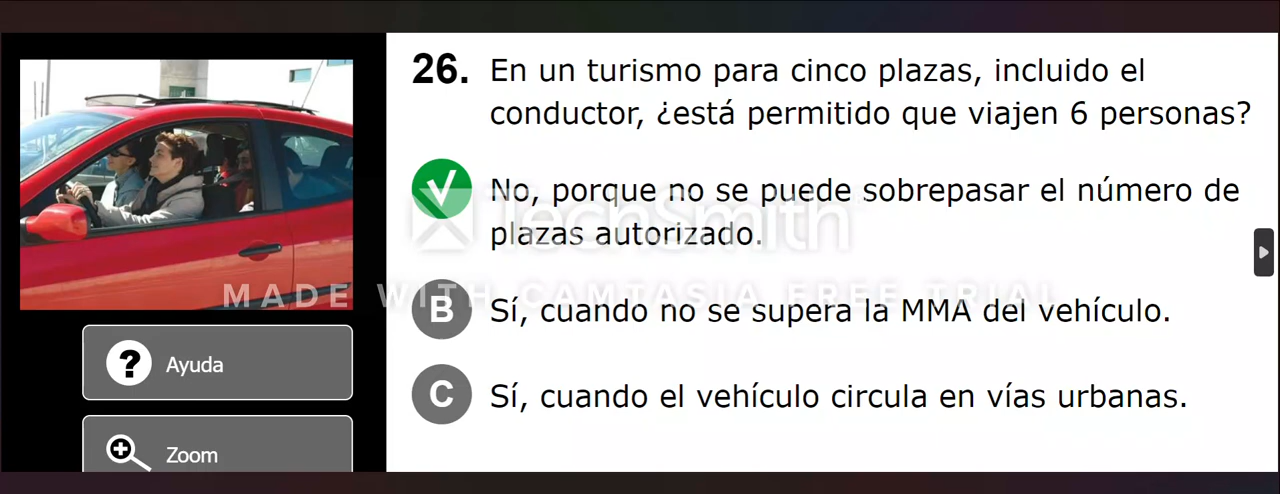 26. En un turismo para cinco plazas, incluido el
conductor, ¿está permitido que viajen 6 personas?
No, porque no se puede sobrepasar el número de
plazas autorizado.
TechSmith
MADE WITH CAMTASIA FREE TRIAL
B Sí, cuando no se supera la MMA del vehículo.
C Sí, cuando el vehículo circula en vías urbanas.
? Ayuda
Zoom